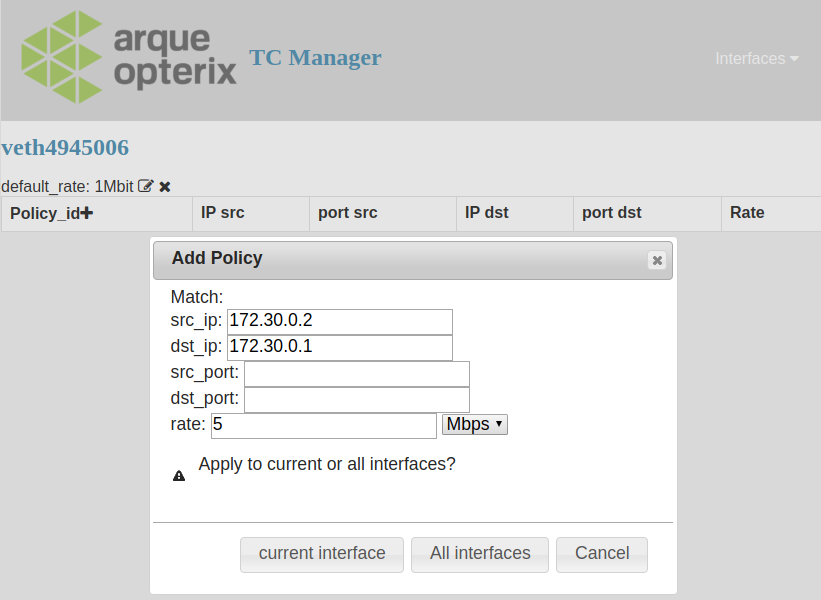 arque
opterix
TC Manager
Interfaces
veth4945006
default_rate: 1Mbit
Policy_id IP src port src IP dst port dst Rate
Add Policy
Match:
src_ip: 172.30.0.2
dst_ip: 172.30.0.1
src_port:
dst_port:
rate: 5 Mbps
Apply to current or all interfaces?
current interface All interfaces Cancel